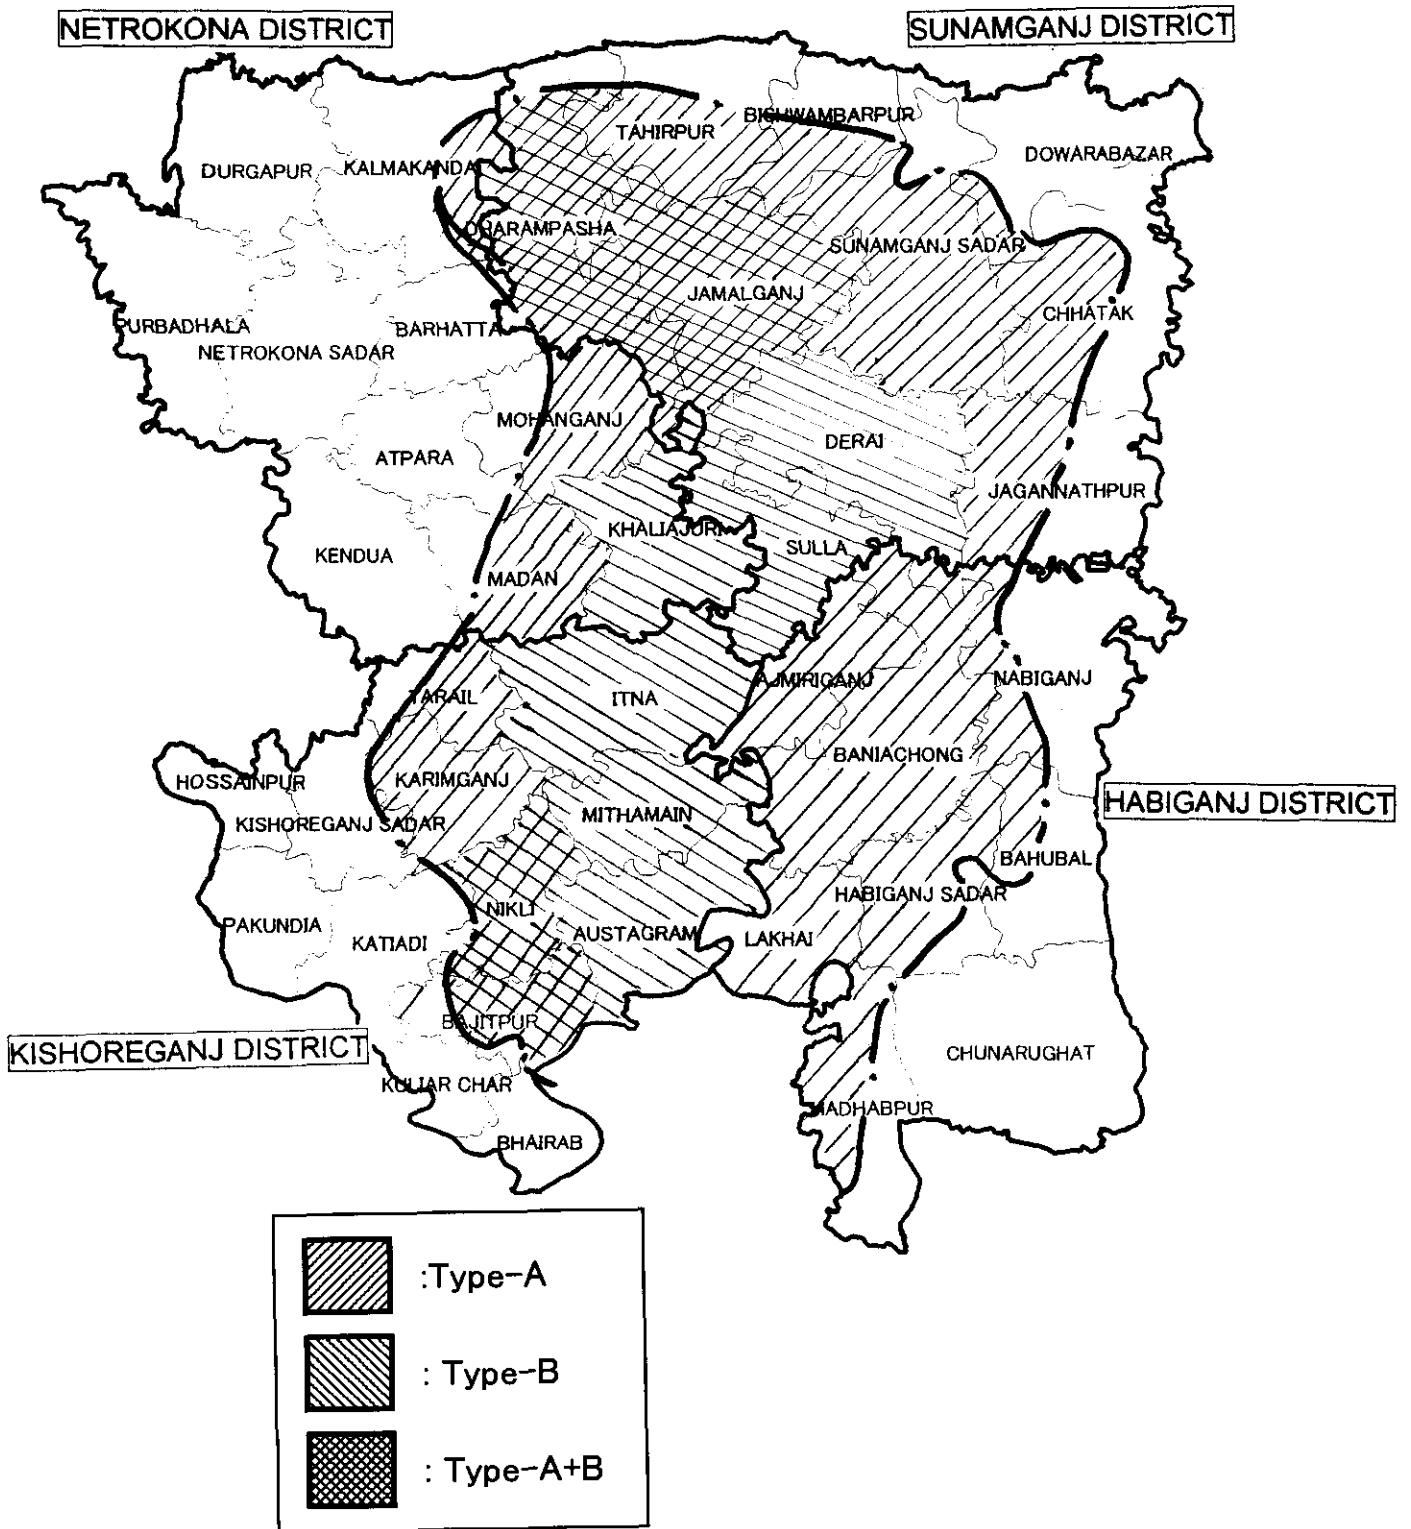 NETROKONA DISTRICT
SUNAMGANJ DISTRICT
BISHWAMBARPUR
TAHIRPUR
DOWARABAZAR
DURGAPUR
KALMAKANDA
DHARAMPASHA
SUNAMGANJ SADAR
JAMALGANJ
CHHATAK
PURBADHALA
BARHATTA
NETROKONA SADAR
MOHANGANJ
DERAI
ATPARA
JAGANNATHPUR
KHALIAJURI
SULLA
KENDUA
MADAN
TARAIL
ITNA
AJMIRIGANJ
NABIGANJ
BANIACHONG
HOSSAINPUR
KARIMGANJ
HABIGANJ DISTRICT
MITHAMAIN
KISHOREGANJ SADAR
BAHUBAL
HABIGANJ SADAR
NIKLI
PAKUNDIA
KATIADI
AUSTAGRAM
LAKHAI
BAJITPUR
KISHOREGANJ DISTRICT
CHUNARUGHAT
KULIAR CHAR
MADHABPUR
BHAIRAB
:Type-A
: Type-B
: Type-A+B